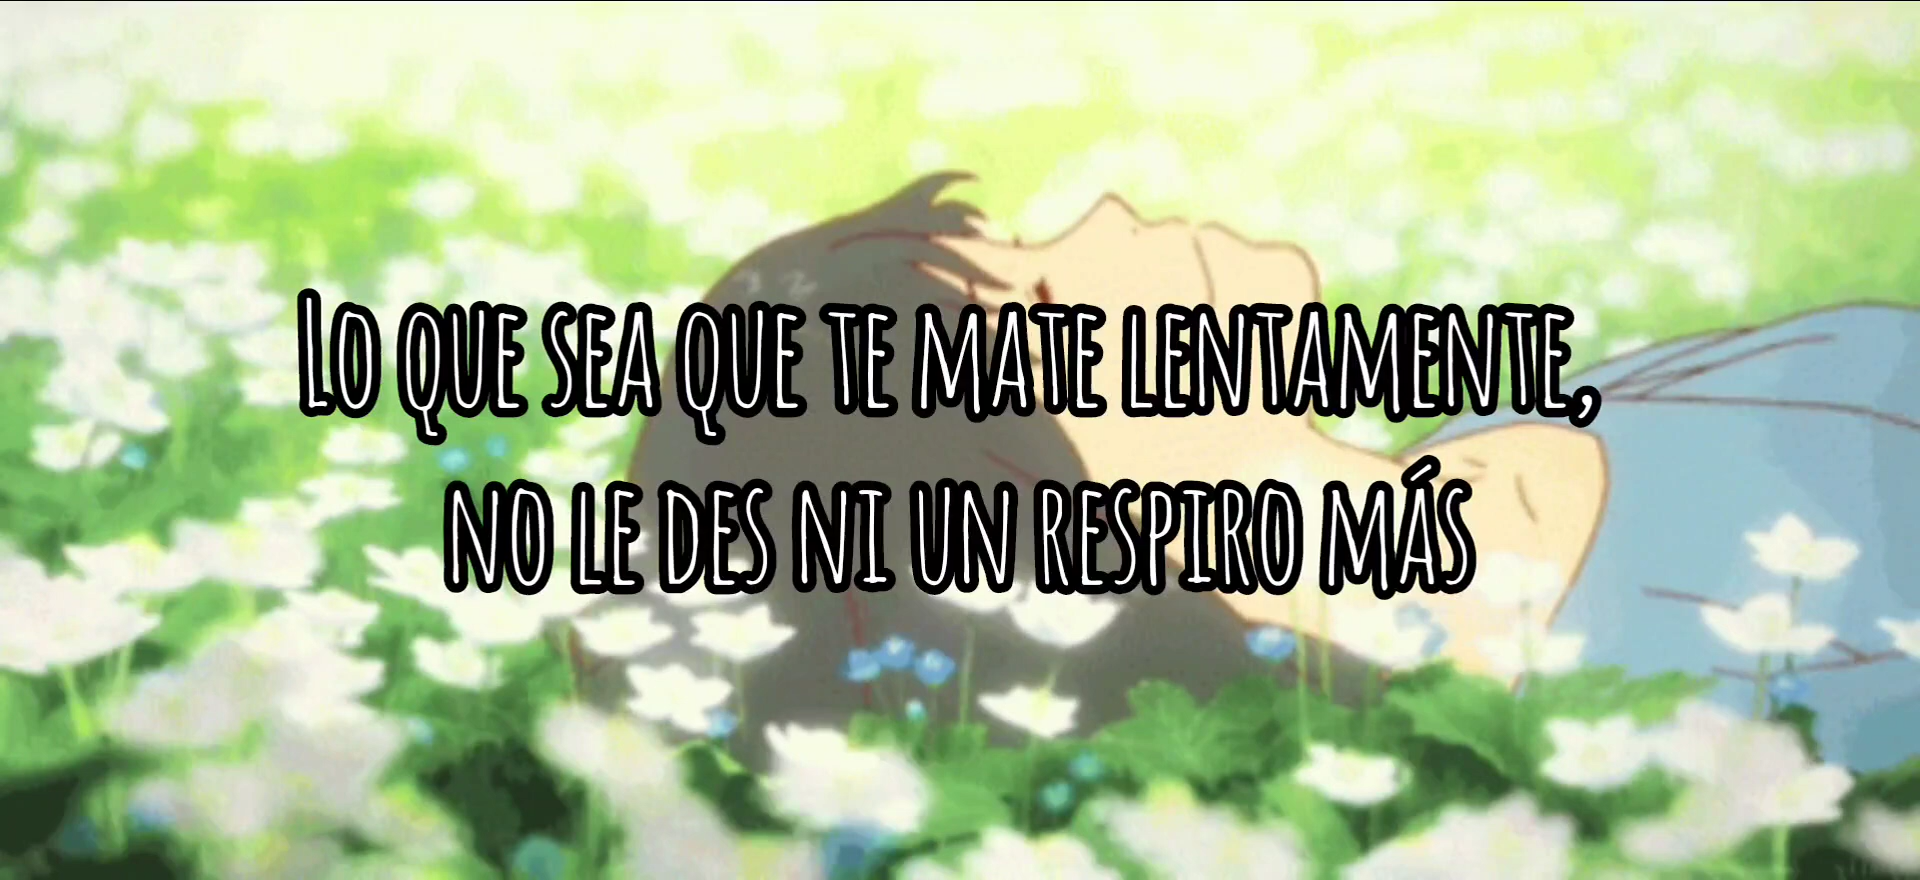 Lo que sea que te mate lentamente,
no le des ni un respiro más